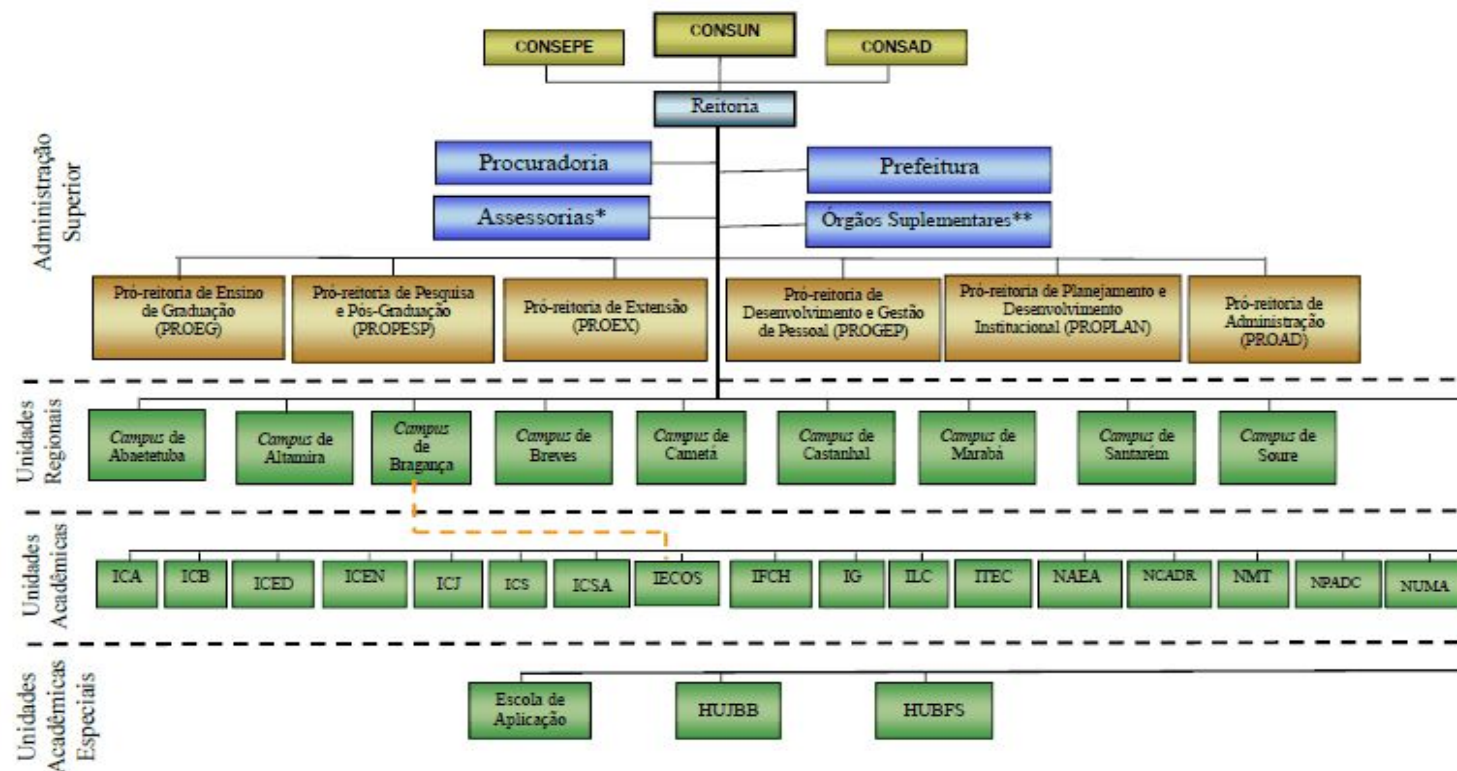 CONSEPE
CONSUN
CONSAD
Reitoria
Administração
Superior
Procuradoria
Prefeitura
Assessorias*
Órgãos Suplementares**
Pró-reitoria de Ensino
de Graduação
(PROEG)
Pró-reitoria de Pesquisa
e Pós-Graduação
(PROPESP)
Pró-reitoria de Extensão
(PROEX)
Pró-reitoria de
Desenvolvimento e Gestão
de Pessoal (PROGEP)
Pró-reitoria de Planejamento e
Desenvolvimento
Institucional (PROPLAN)
Pró-reitoria de
Administração
(PROAD)
Unidades
Regionais
Campus de
Abaetetuba
Campus de
Altamira
Campus
de
Bragança
Campus de
Breves
Campus de
Cametá
Campus de
Castanhal
Campus de
Marabá
Campus de
Santarém
Campus de
Soure
Unidades
Acadêmicas
ICA
ICB
ICED
ICEN
ICJ
ICS
ICSA
IECOS
IFCH
IG
ILC
ITEC
NAEA
NCADR
NMT
NPADC
NUMA
Unidades
Acadêmicas
Especiais
Escola de
Aplicação
HUJBB
HUBFS